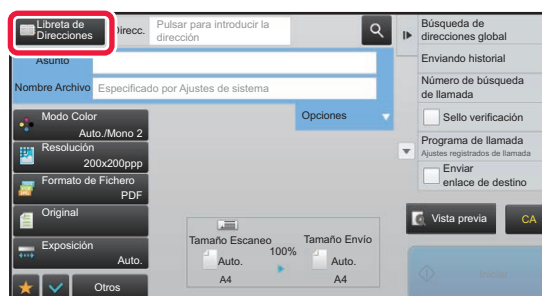 Libreta de
Direcciones
Direcc.
Pulsar para introducir la
dirección
Asunto
Nombre Archivo
Especificado por Ajustes de sistema
Opciones
Modo Color
Auto./Mono 2
Resolución
200x200ppp
Formato de Fichero
PDF
Original
Exposición
Auto.
Otros
Tamaño Escaneo
Auto.
A4
100%
Tamaño Envío
Auto.
A4
Búsqueda de
direcciones global
Enviando historial
Número de búsqueda
de llamada
Sello verificación
Programa de llamada
Ajustes registrados de llamada
Enviar
enlace de destino
Vista previa
CA
Iniciar